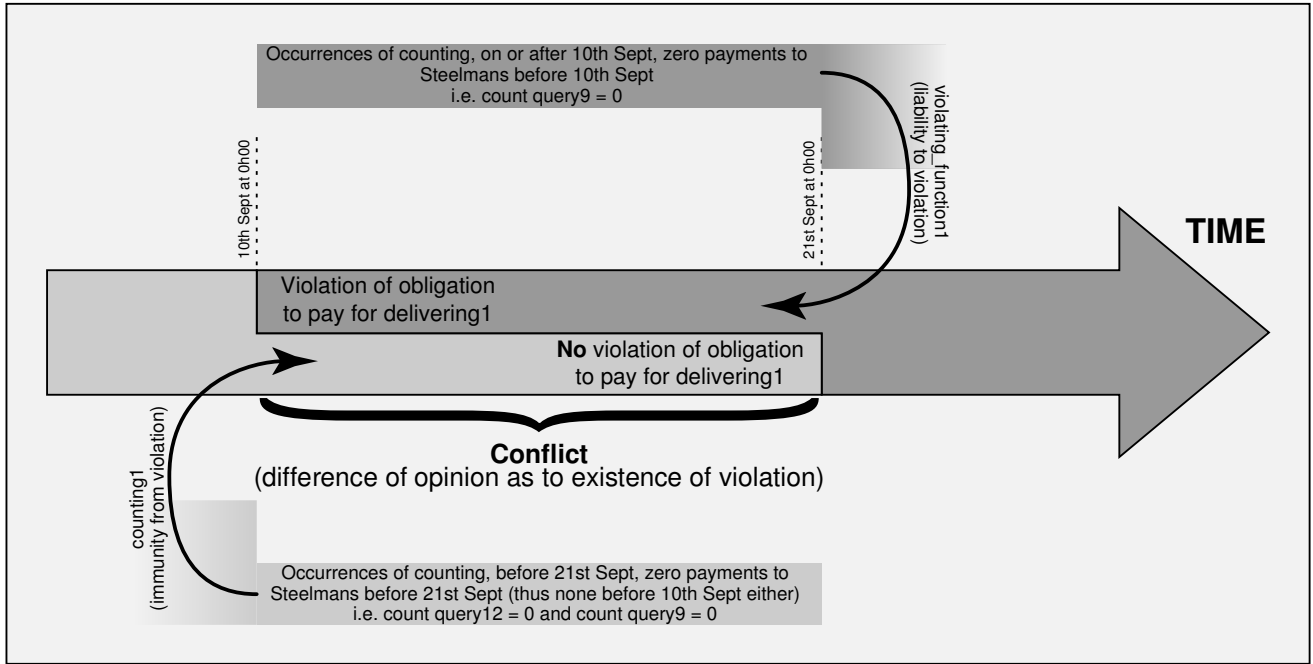 Occurrences of counting, on or after 10th Sept, zero payments to
Steelmans before 10th Sept
i.e. count query9 = 0
violating_function1
(liability to violation)
10th Sept at 0h00
21st Sept at 0h00
TIME
Violation of obligation
to pay for delivering1
No violation of obligation
to pay for delivering1
Conflict
(difference of opinion as to existence of violation)
counting1
(immunity from violation)
Occurrences of counting, before 21st Sept, zero payments to
Steelmans before 21st Sept (thus none before 10th Sept either)
i.e. count query12 = 0 and count query9 = 0